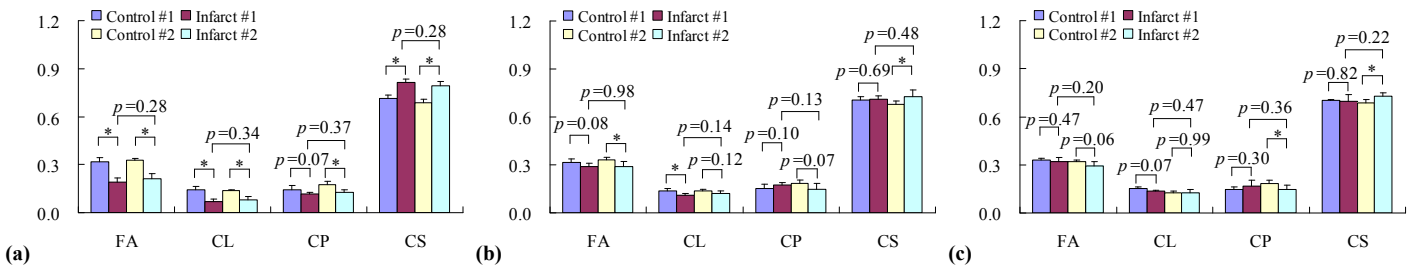 Control #1 Infarct #1
Control #2 Infarct #2
1.2
0.9
0.6
0.3
0.0
p=0.28
* *
p=0.28
* *
p=0.34
* *
p=0.37
p=0.07 *
FA CL CP CS
(a)
Control #1 Infarct #1
Control #2 Infarct #2
1.2
0.9
0.6
0.3
0.0
p=0.48
p=0.69 *
p=0.98
p=0.08 *
p=0.14
* p=0.12
p=0.13
p=0.10 p=0.07
FA CL CP CS
(b)
Control #1 Infarct #1
Control #2 Infarct #2
1.2
0.9
0.6
0.3
0.0
p=0.22
p=0.82 *
p=0.20
p=0.47 p=0.06
p=0.47
p=0.07 p=0.99
p=0.36
p=0.30 *
FA CL CP CS
(c)